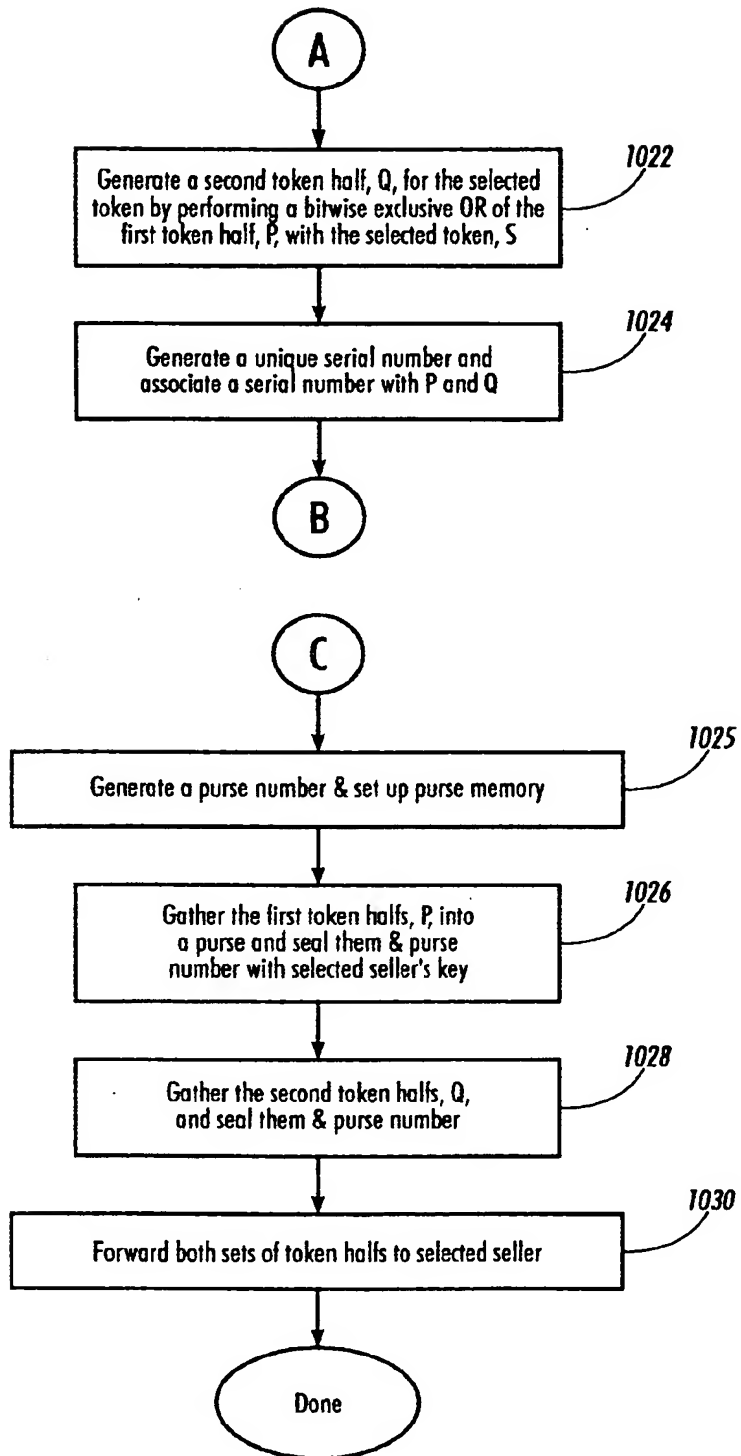 A
1022
Generate a second token half, Q, for the selected
token by performing a bitwise exclusive OR of the
first token half, P, with the selected token, S
1024
Generate a unique serial number and
associate a serial number with P and Q
B
C
1025
Generate a purse number & set up purse memory
1026
Gather the first token halfs, P, into
a purse and seal them & purse
number with selected seller's key
1028
Gather the second token halfs, Q,
and seal them & purse number
1030
Forward both sets of token halfs to selected seller
Done